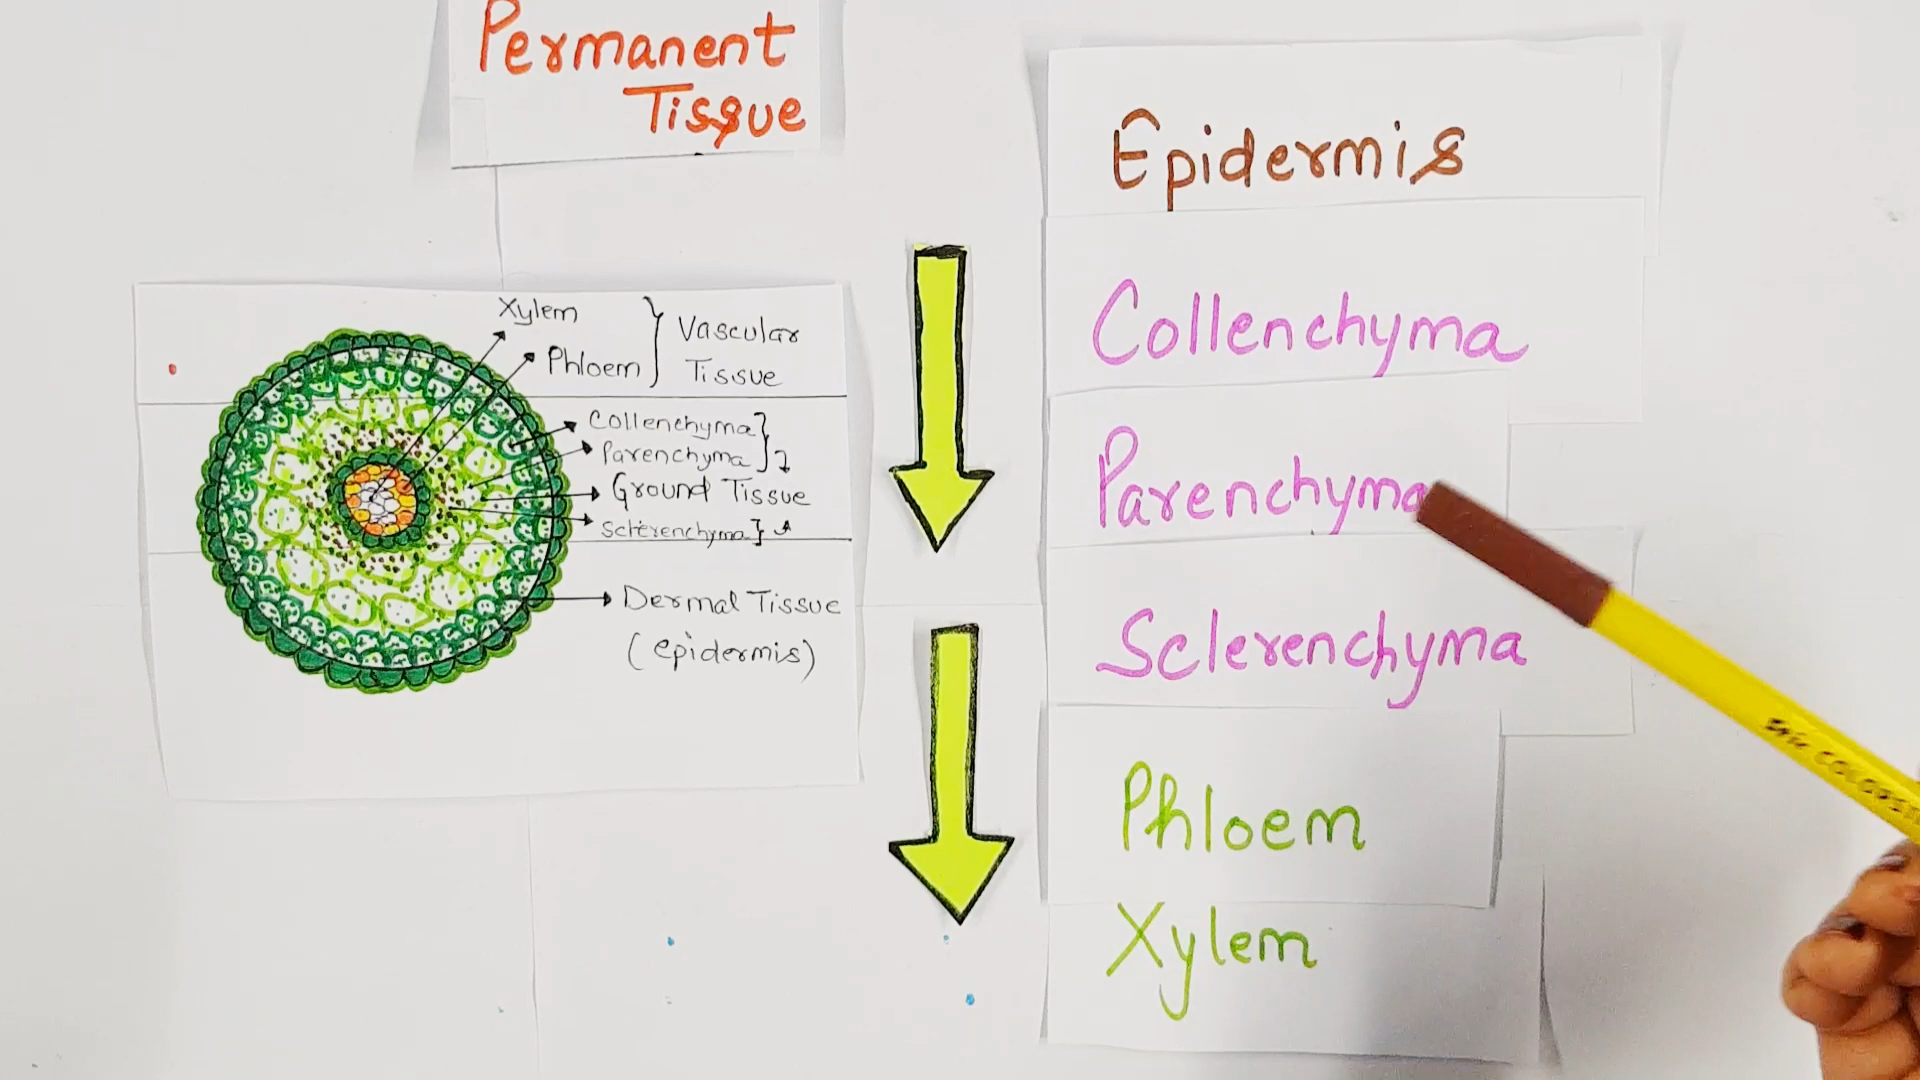 Permanent
Tissue
Xylem
Phloem
Vascular
Tissue
Collenchyma
Parenchyma
Ground Tissue
Sclerenchyma
Dermal Tissue
(epidermis)
Epidermis
Collenchyma
Parenchyma
Sclerenchyma
Phloem
Xylem